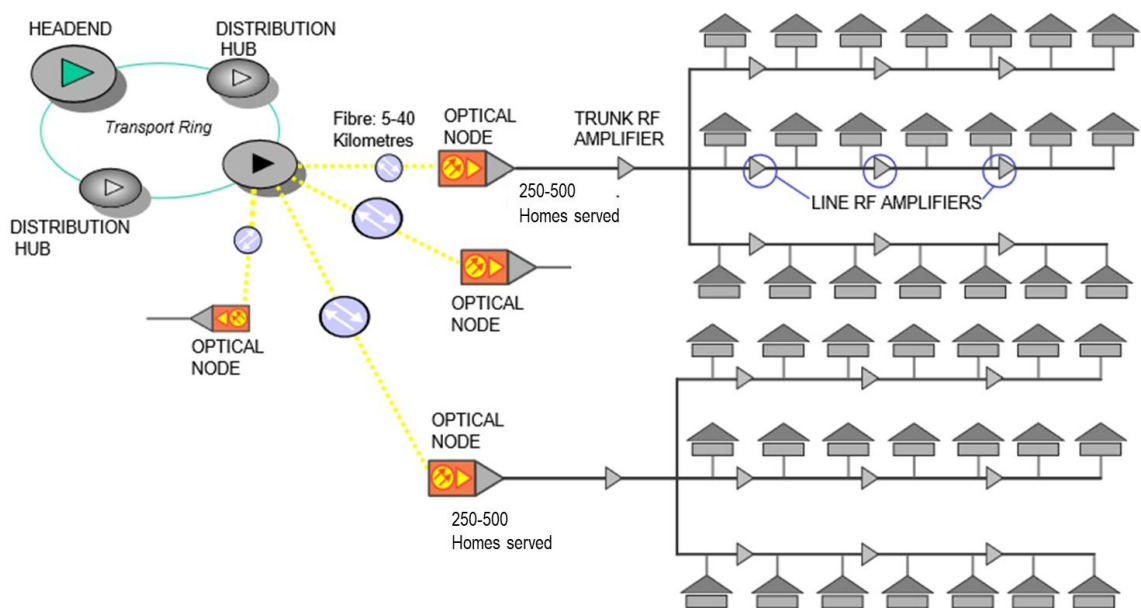 HEADEND
DISTRIBUTION
HUB
Transport Ring
DISTRIBUTION
HUB
Fibre: 5-40
Kilometres
OPTICAL
NODE
250-500
Homes served
TRUNK RF
AMPLIFIER
LINE RF AMPLIFIERS
OPTICAL
NODE
OPTICAL
NODE
OPTICAL
NODE
250-500
Homes served